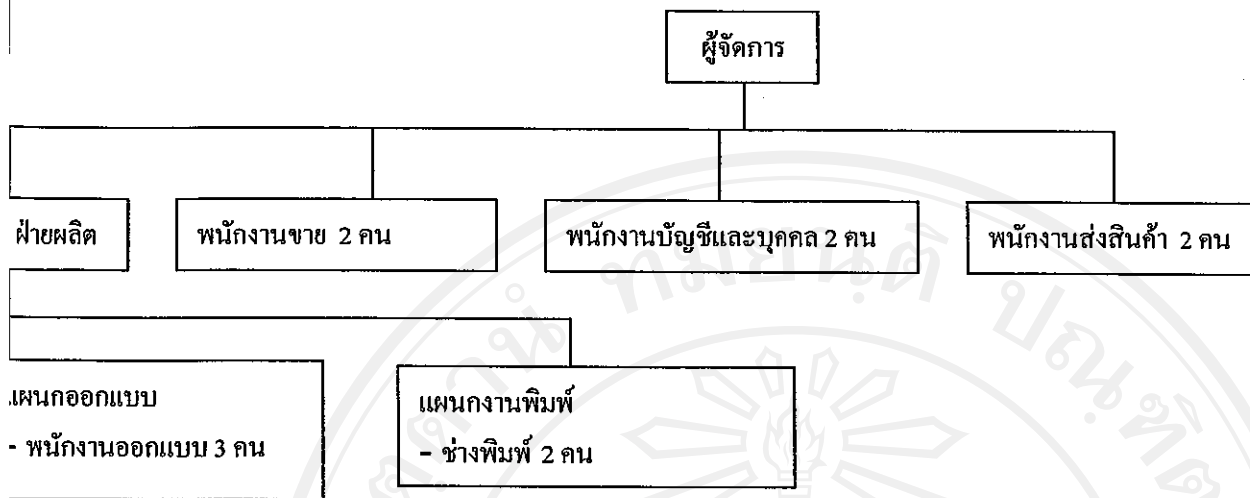 ผู้จัดการ
ฝ่ายผลิต
พนักงานขาย 2 คน
พนักงานบัญชีและบุคคล 2 คน
พนักงานส่งสินค้า 2 คน
แผนกออกแบบ
- พนักงานออกแบบ 3 คน
แผนกงานพิมพ์
- ช่างพิมพ์ 2 คน